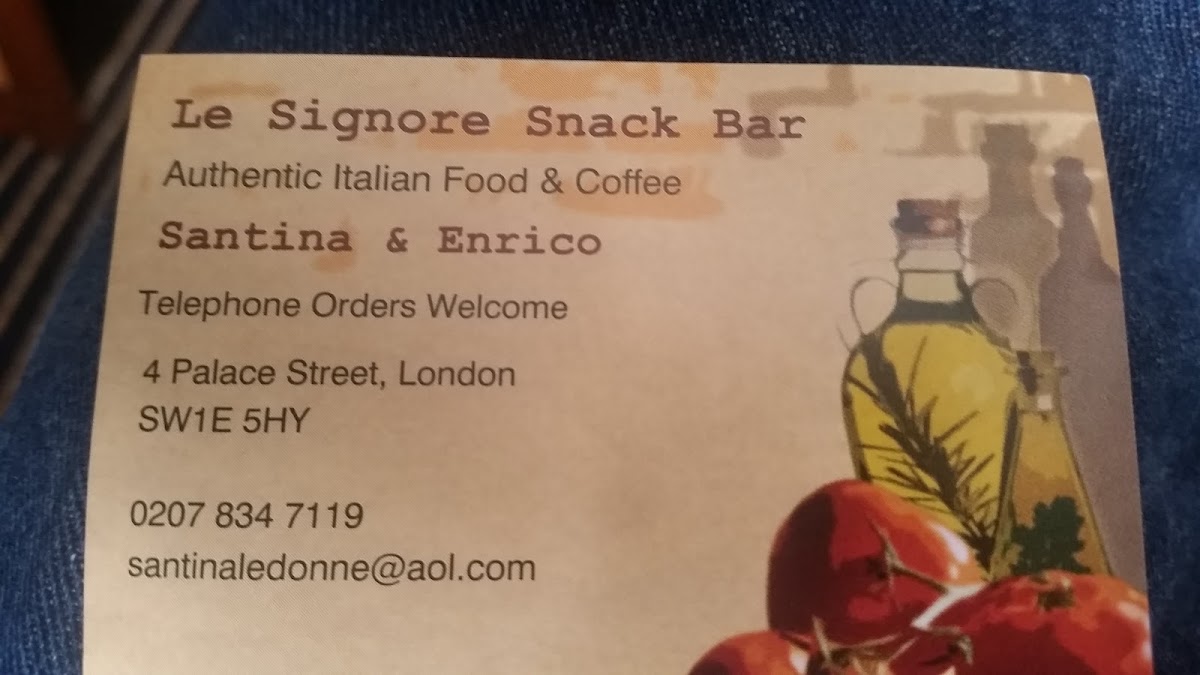 Le Signore Snack Bar
Authentic Italian Food & Coffee
Santina & Enrico
Telephone Orders Welcome
4 Palace Street, London
SW1E 5HY
0207 834 7119
santinaledonne@aol.com